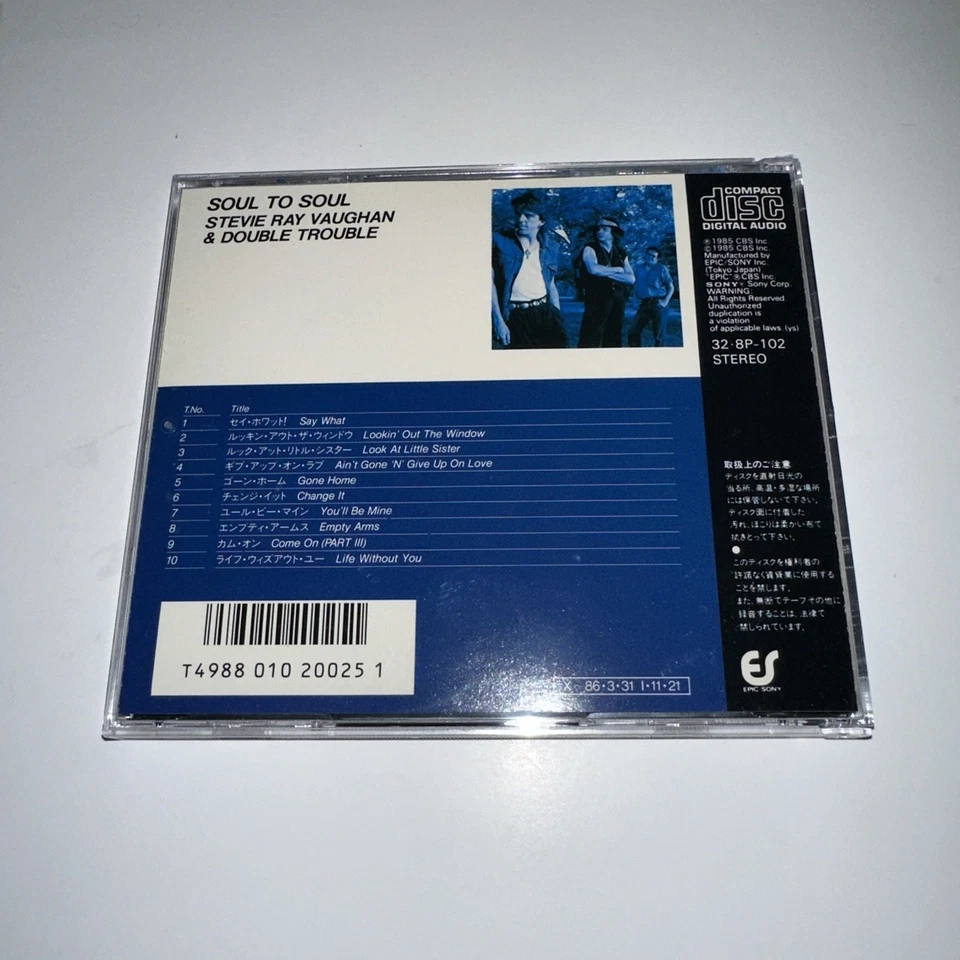 SOUL TO SOUL
STEVIE RAY VAUGHAN
& DOUBLE TROUBLE
COMPACT
disc
DIGITAL AUDIO
℗ 1985 CBS Inc.
© 1985 CBS Inc.
Manufactured by
EPIC/SONY Inc.
(Tokyo Japan)
"EPIC" ® CBS Inc.
SONY ® Sony Corp.
WARNING:
All Rights Reserved.
Unauthorized
duplication is
a violation
of applicable laws. (ys)
32・8P-102
STEREO
T.No. Title
1 セイ・ホワット! Say What
2 ルッキン・アウト・ザ・ウィンドウ Lookin' Out The Window
3 ルック・アット・リトル・シスター Look At Little Sister
4 ギブ・アップ・オン・ラブ Ain't Gone 'N' Give Up On Love
5 ゴーン・ホーム Gone Home
6 チェンジ・イット Change It
7 ユール・ビー・マイン You'll Be Mine
8 エンプティ・アームス Empty Arms
9 カム・オン Come On (PART III)
10 ライフ・ウィズアウト・ユー Life Without You
取扱上のご注意
ディスクを直射日光の
当る所、高温・多湿な場所
には保管しないで下さい。
ディスク面に付着した
汚れ、ほこりは柔かい布で
拭きとって下さい。
このディスクを権利者の
許諾なく賃貸業に使用する
ことを禁じます。
また、無断でテープその他に
録音することは、法律で
禁じられています。
T4988 010 20025 1
X 86・3・31 I・11・21
EPIC SONY